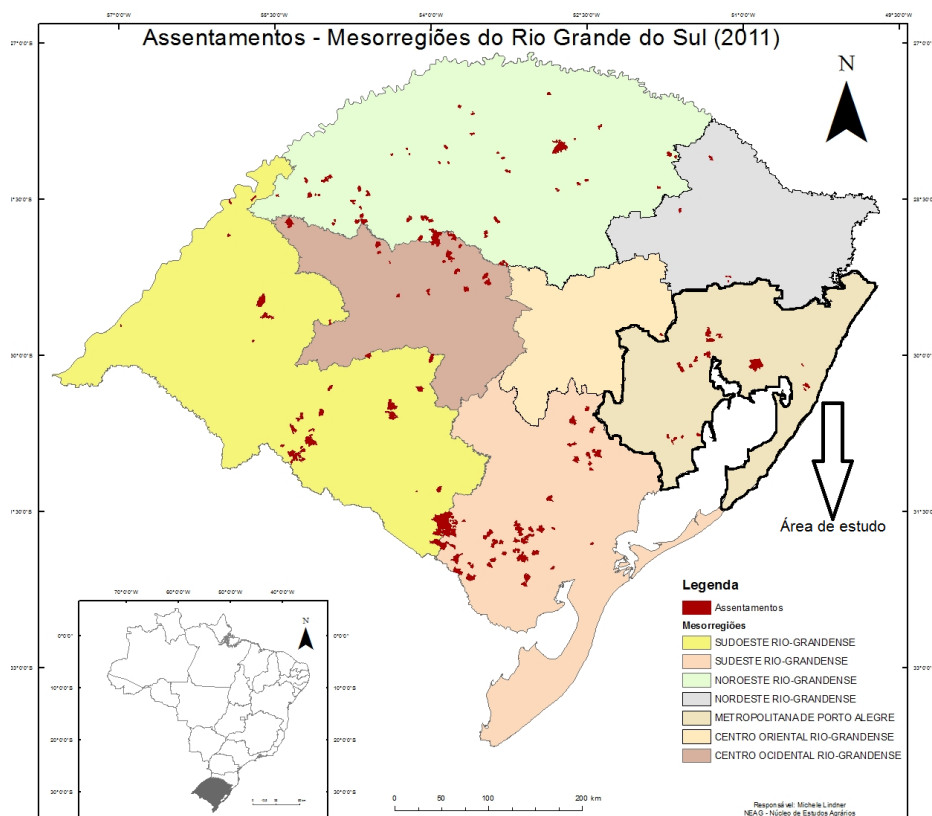 Assentamentos - Mesorregiões do Rio Grande do Sul (2011)
N
Área de estudo
Legenda
Assentamentos
Mesorregiões
SUDOESTE RIO-GRANDENSE
SUDESTE RIO-GRANDENSE
NOROESTE RIO-GRANDENSE
NORDESTE RIO-GRANDENSE
METROPOLITANA DE PORTO ALEGRE
CENTRO ORIENTAL RIO-GRANDENSE
CENTRO OCIDENTAL RIO-GRANDENSE
N
0 50 100 200 km
Responsável: Michele Lindner
NEAG - Núcleo de Estudos Agrários